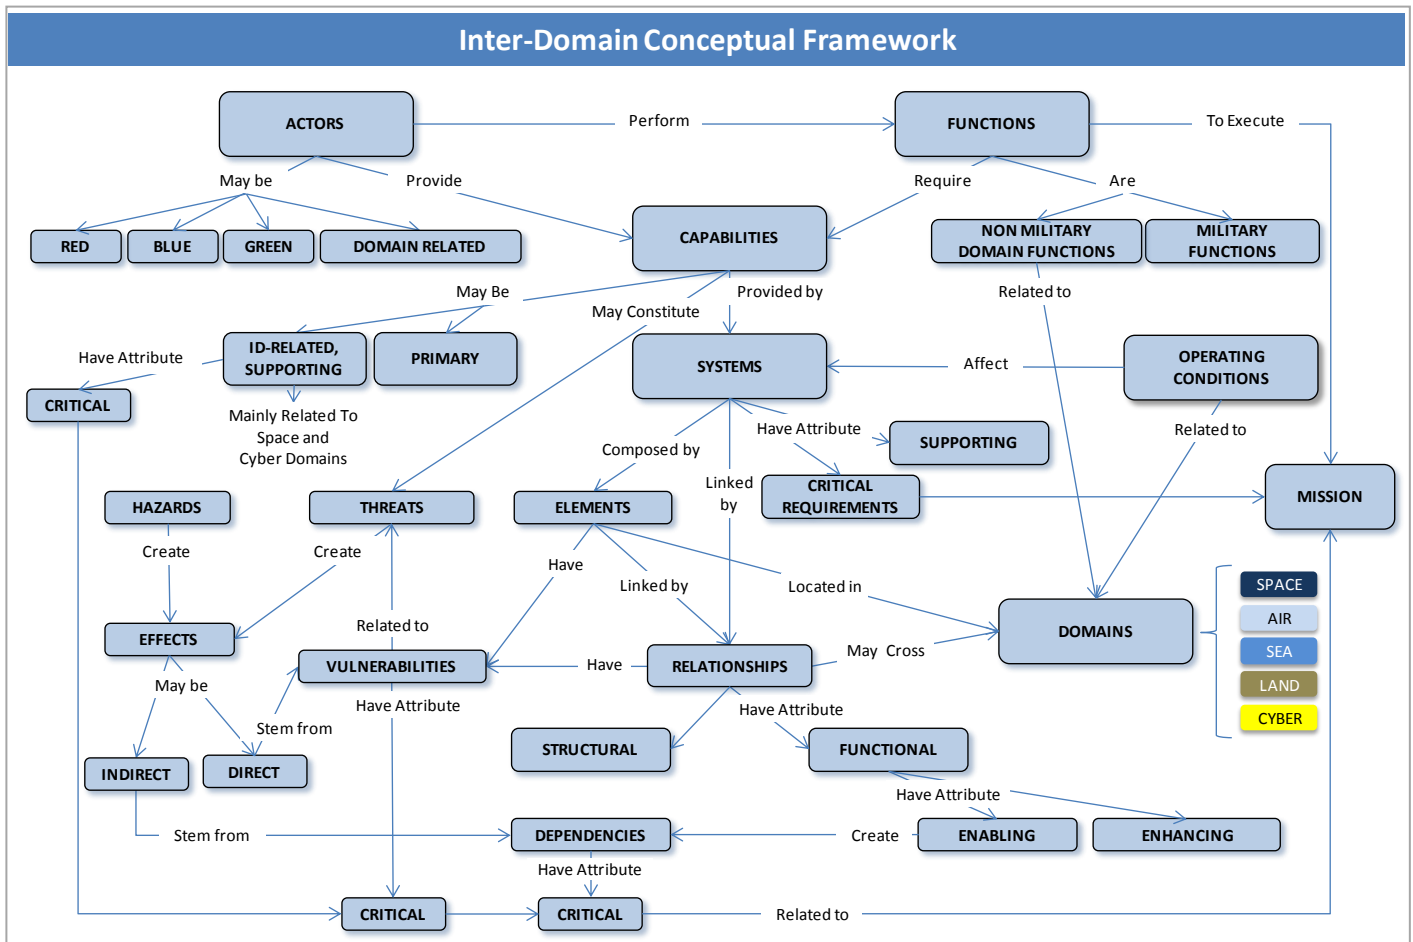 Inter-Domain Conceptual Framework
ACTORS
Perform
FUNCTIONS
To Execute
May be
Provide
Require
Are
RED
BLUE
GREEN
DOMAIN RELATED
CAPABILITIES
NON MILITARY
DOMAIN FUNCTIONS
MILITARY
FUNCTIONS
May Be
May Constitute
Provided by
Related to
Have Attribute
ID-RELATED,
SUPPORTING
PRIMARY
SYSTEMS
Affect
OPERATING
CONDITIONS
CRITICAL
Mainly Related To
Space and
Cyber Domains
Composed by
Have Attribute
SUPPORTING
Related to
Linked
by
HAZARDS
THREATS
ELEMENTS
CRITICAL
REQUIREMENTS
MISSION
Create
Create
Have
Linked by
Located in
SPACE
AIR
SEA
LAND
CYBER
EFFECTS
Related to
DOMAINS
VULNERABILITIES
Have
RELATIONSHIPS
May Cross
May be
Have Attribute
Stem from
Have Attribute
INDIRECT
DIRECT
STRUCTURAL
FUNCTIONAL
Have Attribute
Stem from
DEPENDENCIES
Create
ENABLING
ENHANCING
Have Attribute
CRITICAL
CRITICAL
Related to